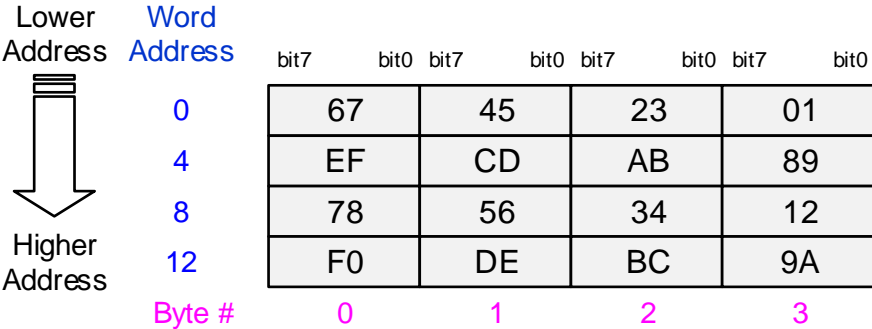 Lower Address Word Address
bit7 bit0 bit7 bit0 bit7 bit0 bit7 bit0
0 67 45 23 01
4 EF CD AB 89
8 78 56 34 12
Higher Address 12 F0 DE BC 9A
Byte # 0 1 2 3